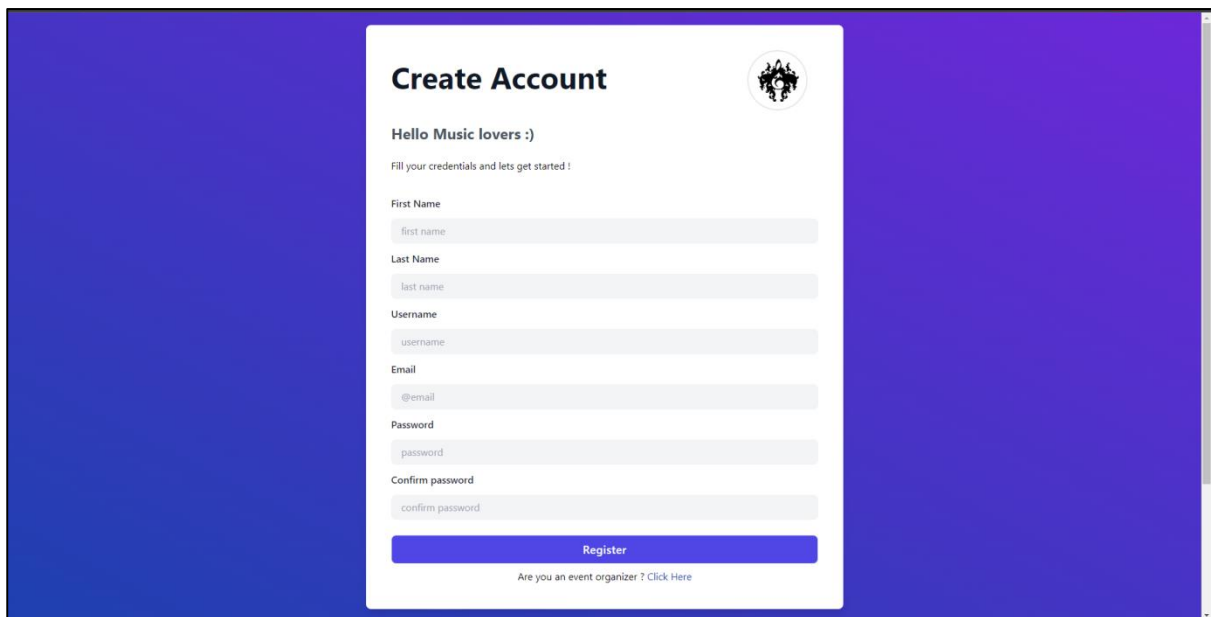 Create Account
Hello Music lovers :)
Fill your credentials and lets get started !
First Name
first name
Last Name
last name
Username
username
Email
@email
Password
password
Confirm password
confirm password
Register
Are you an event organizer ? Click Here